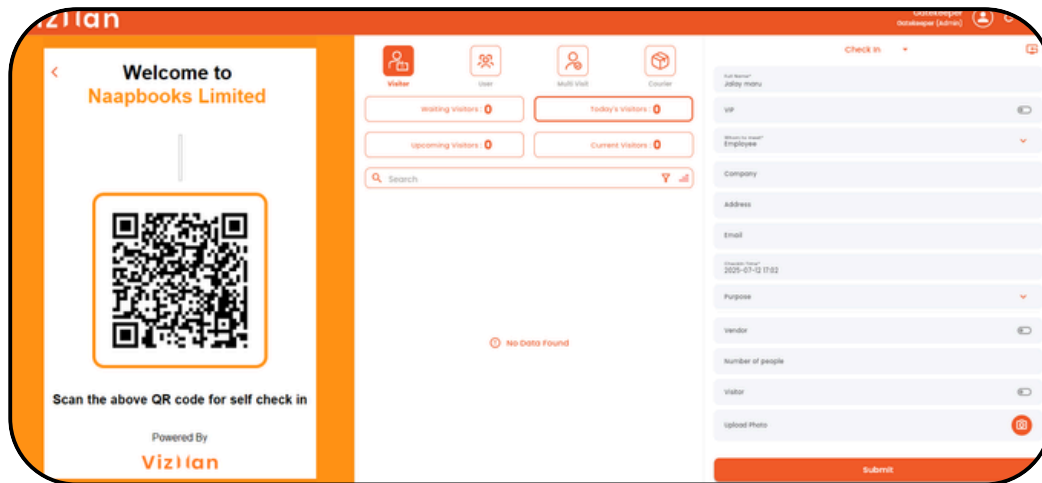 Gatekeeper
Gatekeeper (Admin)
Welcome to
Naapbooks Limited
Scan the above QR code for self check in
Powered By
Visitor
User
Multi Visit
Courier
Waiting Visitors : 0
Today's Visitors : 0
Upcoming Visitors : 0
Current Visitors : 0
Search
No Data Found
Check In
Full Name*
Jalay maru
VIP
Whom to meet*
Employee
Company
Address
Email
Checkin Time*
2025-07-12 17:02
Purpose
Vendor
Number of people
Visitor
Upload Photo
Submit